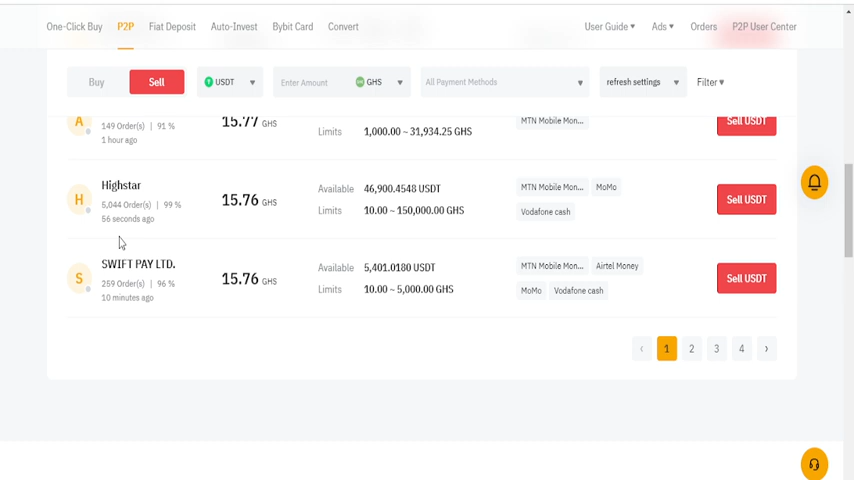 One-Click Buy P2P Fiat Deposit Auto-Invest Bybit Card Convert User Guide Ads Orders P2P User Center
Buy Sell USDT Enter Amount GHS All Payment Methods refresh settings Filter
A 149 Order(s) | 91 % 15.77 GHS MTN Mobile Mon... Sell USDT
1 hour ago Limits 1,000.00 ~ 31,934.25 GHS
Highstar Available 46,900.4548 USDT MTN Mobile Mon... MoMo
H 5,044 Order(s) | 99 % 15.76 GHS Sell USDT
56 seconds ago Limits 10.00 ~ 150,000.00 GHS Vodafone cash
SWIFT PAY LTD. Available 5,401.0180 USDT MTN Mobile Mon... Airtel Money
S 259 Order(s) | 96 % 15.76 GHS Sell USDT
10 minutes ago Limits 10.00 ~ 5,000.00 GHS MoMo Vodafone cash
‹ 1 2 3 4 ›